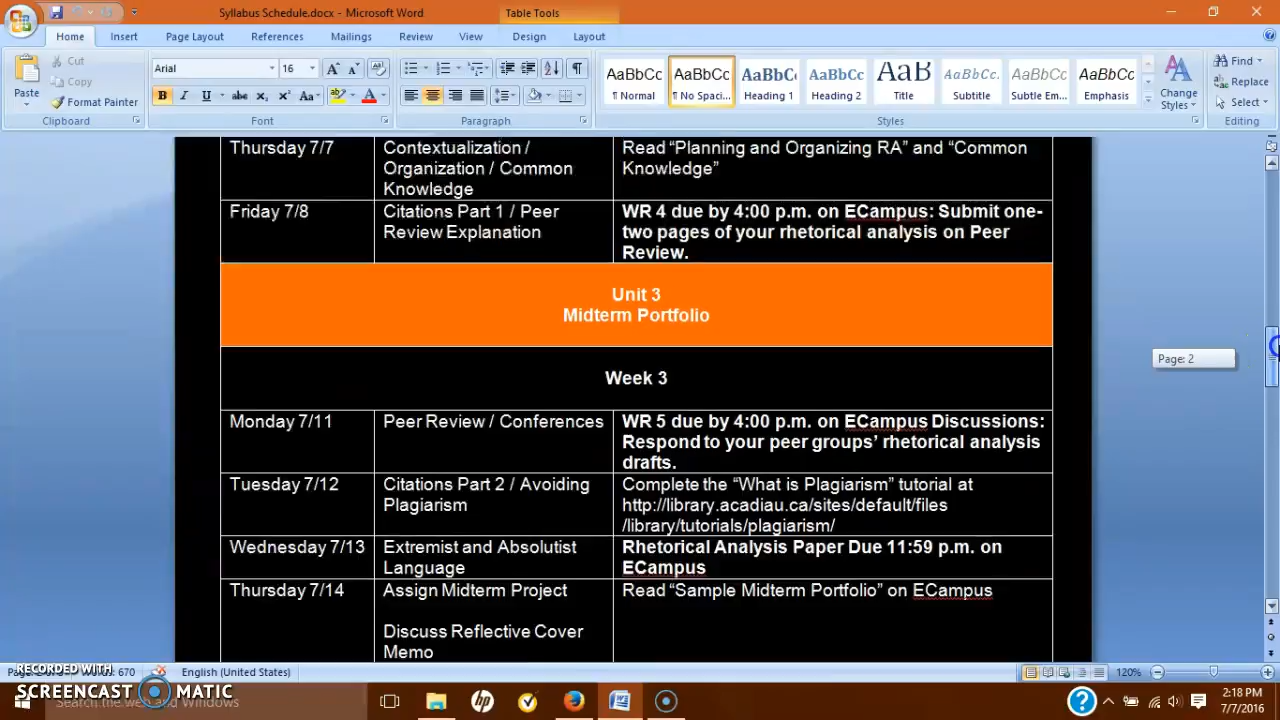 Syllabus Schedule.docx - Microsoft Word
Table Tools
Home Insert Page Layout References Mailings Review View Design Layout
Paste
Cut
Copy
Format Painter
Clipboard
Arial 16
Font
Paragraph
AaBbCc AaBbCc AaBbC AaBbCc AaB AaBbCc AaBbCc AaBbCc
¶ Normal ¶ No Spaci... Heading 1 Heading 2 Title Subtitle Subtle Em... Emphasis
Change Styles
Styles
Find
Replace
Select
Editing
Thursday 7/7
Contextualization /
Organization / Common
Knowledge
Read “Planning and Organizing RA” and “Common
Knowledge”
Friday 7/8
Citations Part 1 / Peer
Review Explanation
WR 4 due by 4:00 p.m. on ECampus: Submit one-
two pages of your rhetorical analysis on Peer
Review.
Unit 3
Midterm Portfolio
Week 3
Page: 2
Monday 7/11
Peer Review / Conferences
WR 5 due by 4:00 p.m. on ECampus Discussions:
Respond to your peer groups’ rhetorical analysis
drafts.
Tuesday 7/12
Citations Part 2 / Avoiding
Plagiarism
Complete the “What is Plagiarism” tutorial at
http://library.acadiau.ca/sites/default/files
/library/tutorials/plagiarism/
Wednesday 7/13
Extremist and Absolutist
Language
Rhetorical Analysis Paper Due 11:59 p.m. on
ECampus
Thursday 7/14
Assign Midterm Project
Discuss Reflective Cover
Memo
Read “Sample Midterm Portfolio” on ECampus
670
English (United States)
120%
RECORDED WITH
SCREENCAST MATIC
Search the web and Windows
2:18 PM
7/7/2016